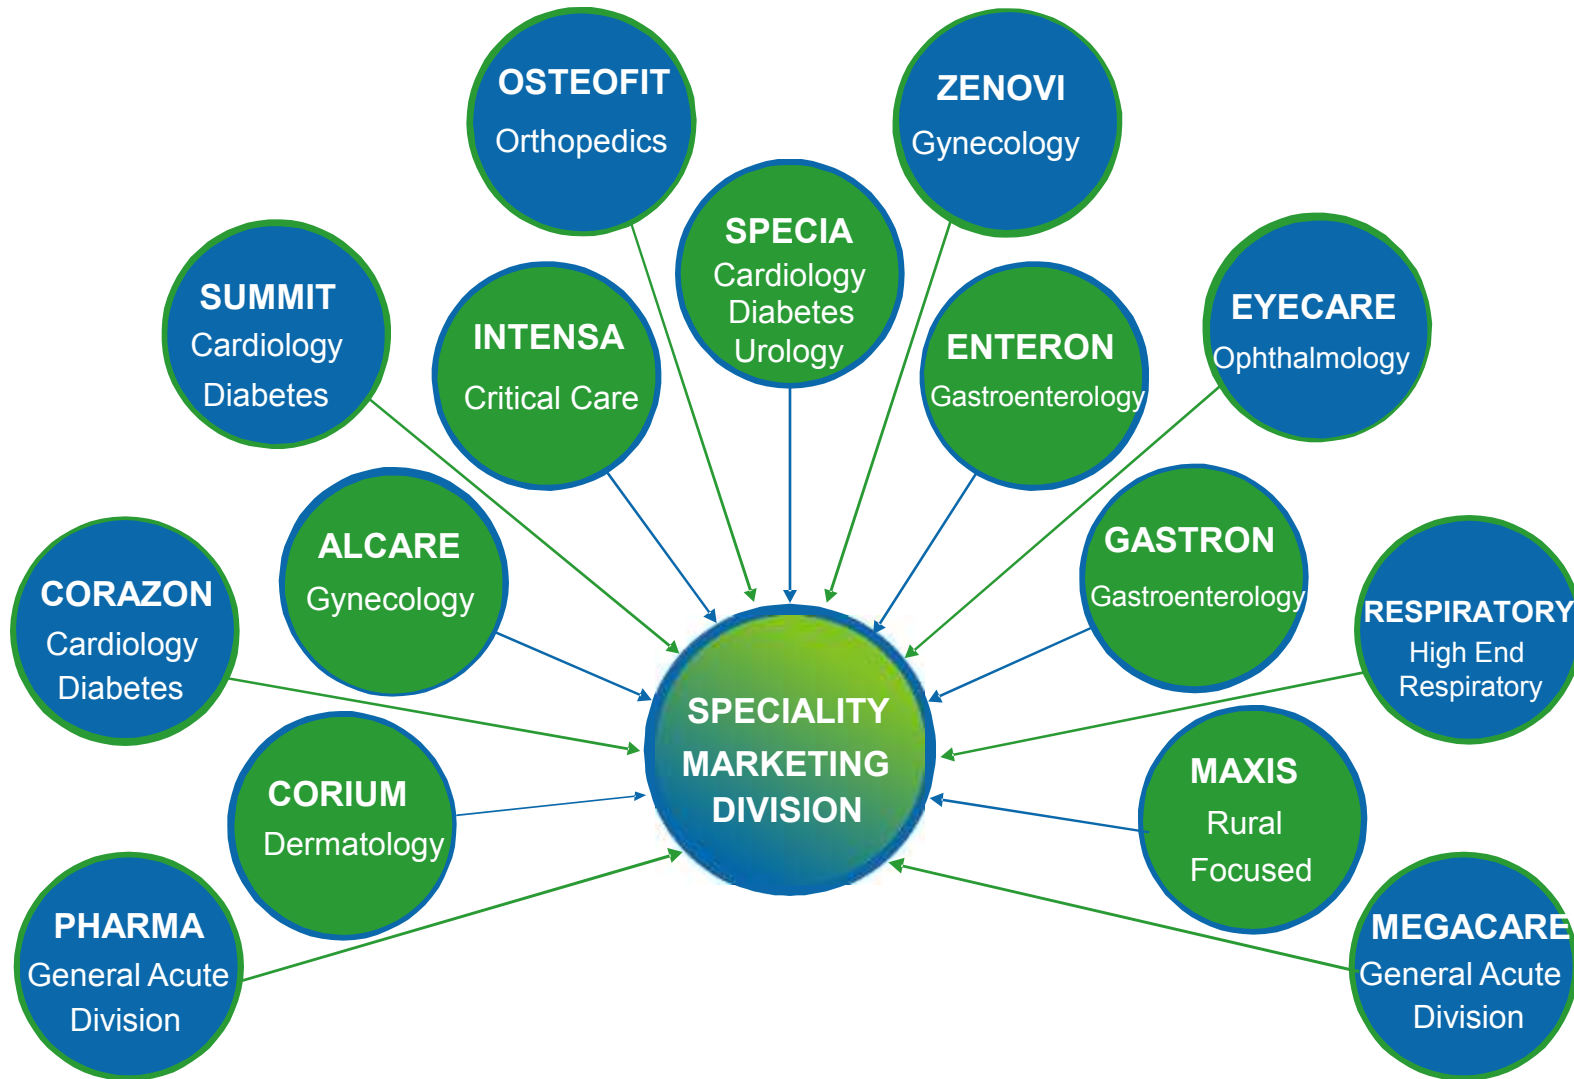 OSTEOFIT
Orthopedics
ZENOVI
Gynecology
SPECIA
Cardiology
Diabetes
Urology
SUMMIT
Cardiology
Diabetes
INTENSA
Critical Care
ENTERON
Gastroenterology
EYECARE
Ophthalmology
ALCARE
Gynecology
GASTRON
Gastroenterology
CORAZON
Cardiology
Diabetes
RESPIRATORY
High End
Respiratory
SPECIALITY
MARKETING
DIVISION
CORIUM
Dermatology
MAXIS
Rural
Focused
PHARMA
General Acute
Division
MEGACARE
General Acute
Division